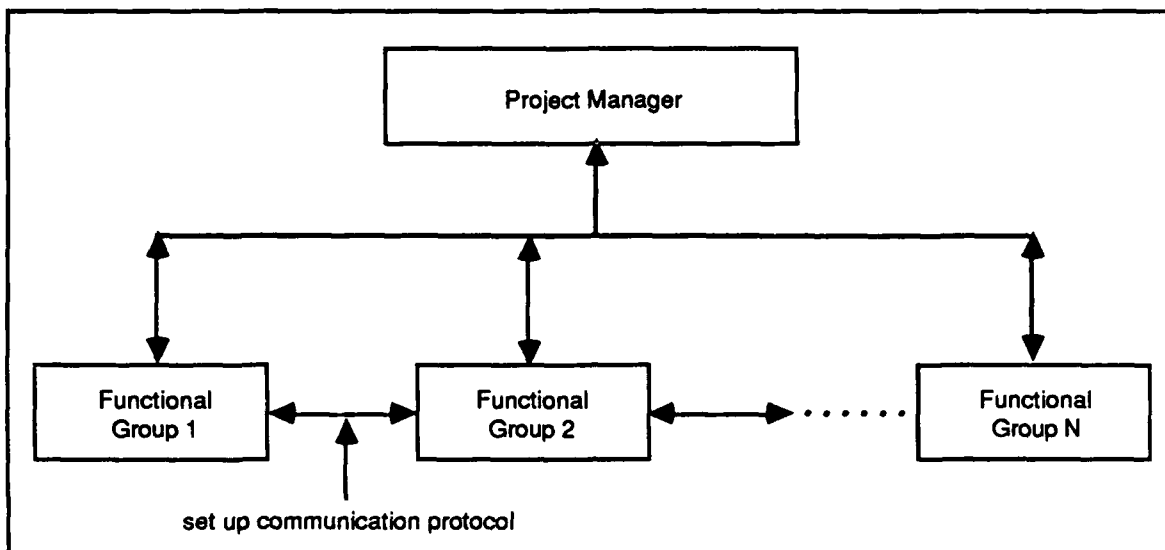 Project Manager
Functional
Group 1
Functional
Group 2
Functional
Group N
set up communication protocol